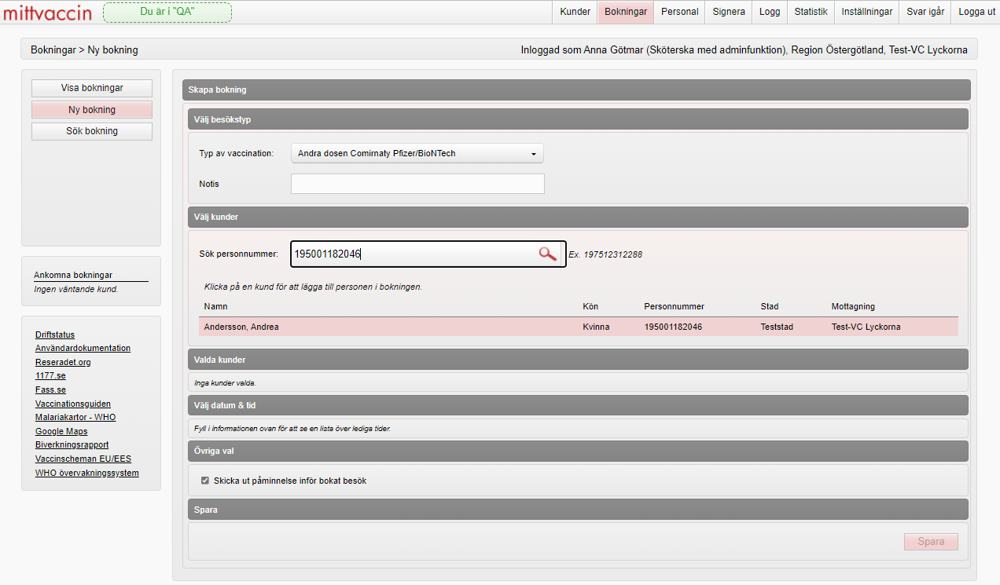 mittvaccin
Du är i "QA"
Kunder Bokningar Personal Signera Logg Statistik Inställningar Svar igår Logga ut
Bokningar > Ny bokning
Inloggad som Anna Götmar (Sköterska med adminfunktion), Region Östergötland, Test-VC Lyckorna
Visa bokningar
Ny bokning
Sök bokning
Ankomna bokningar
Ingen väntande kund.
Driftstatus
Användardokumentation
Reseradet.org
1177.se
Fass.se
Vaccinationsguiden
Malariakartor - WHO
Google Maps
Biverkningsrapport
Vaccinscheman EU/EES
WHO övervakningssystem
Skapa bokning
Välj besökstyp
Typ av vaccination: Andra dosen Comirnaty Pfizer/BioNTech
Notis
Välj kunder
Sök personnummer: 195001182046 Ex. 197512312288
Klicka på en kund för att lägga till personen i bokningen.
Namn Kön Personnummer Stad Mottagning
Andersson, Andrea Kvinna 195001182046 Teststad Test-VC Lyckorna
Valda kunder
Inga kunder valda.
Välj datum & tid
Fyll i informationen ovan för att se en lista över lediga tider.
Övriga val
Skicka ut påminnelse inför bokat besök
Spara
Spara